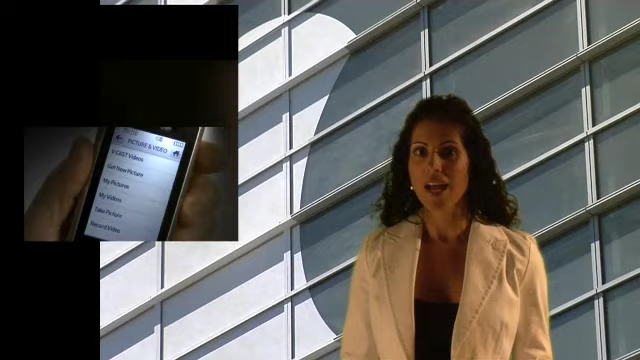 PICTURE & VIDEO
V CAST Videos
Get New Picture
My Pictures
My Videos
Take Picture
Record Video